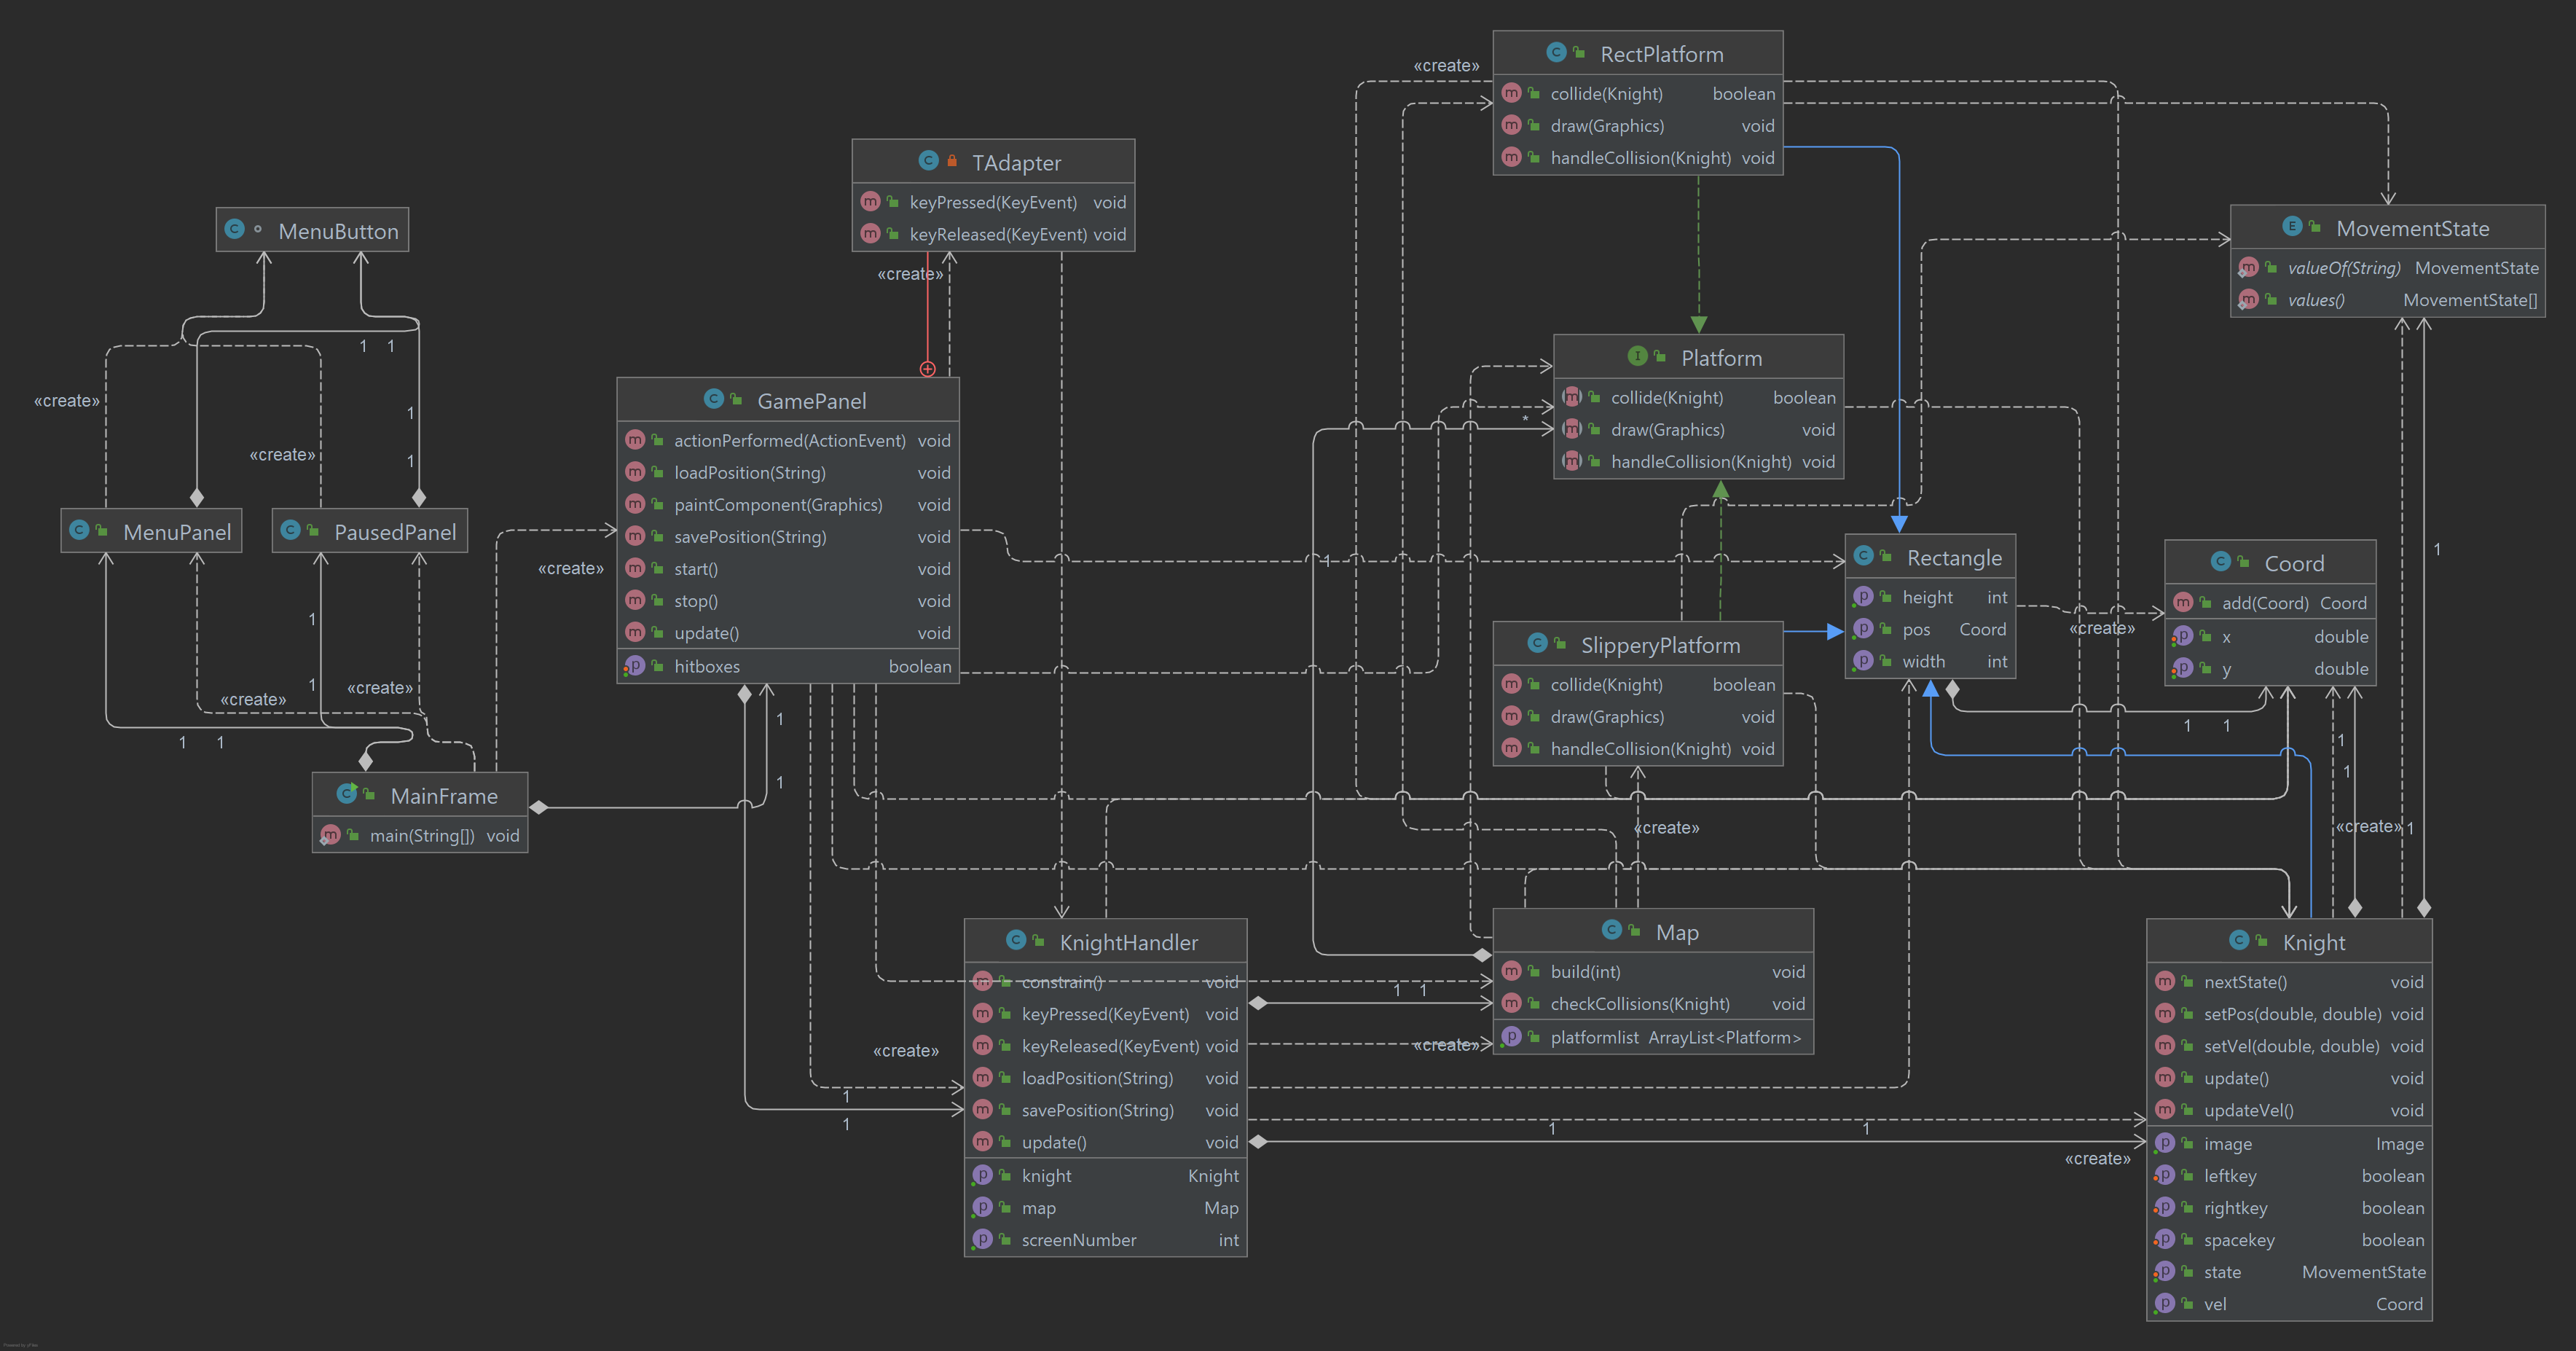 RectPlatform
collide(Knight) boolean
draw(Graphics) void
handleCollision(Knight) void
«create»
TAdapter
keyPressed(KeyEvent) void
keyReleased(KeyEvent) void
«create»
MenuButton
MovementState
valueOf(String) MovementState
values() MovementState[]
Platform
collide(Knight) boolean
draw(Graphics) void
handleCollision(Knight) void
*
1 1
«create»
1
«create»
1
GamePanel
actionPerformed(ActionEvent) void
loadPosition(String) void
paintComponent(Graphics) void
savePosition(String) void
start() void
stop() void
update() void
hitboxes boolean
MenuPanel
PausedPanel
«create»
1
1
1
«create»
«create»
1 1
1
1
1
Rectangle
height int
pos Coord
width int
«create»
Coord
add(Coord) Coord
x double
y double
1
SlipperyPlatform
collide(Knight) boolean
draw(Graphics) void
handleCollision(Knight) void
1 1
1
1
MainFrame
main(String[]) void
«create»
«create»
1
KnightHandler
constrain() void
keyPressed(KeyEvent) void
keyReleased(KeyEvent) void
loadPosition(String) void
savePosition(String) void
update() void
knight Knight
map Map
screenNumber int
Map
build(int) void
checkCollisions(Knight) void
platformlist ArrayList<Platform>
1 1
«create»
«create»
1
1
1 1
«create»
Knight
nextState() void
setPos(double, double) void
setVel(double, double) void
update() void
updateVel() void
image Image
leftkey boolean
rightkey boolean
spacekey boolean
state MovementState
vel Coord